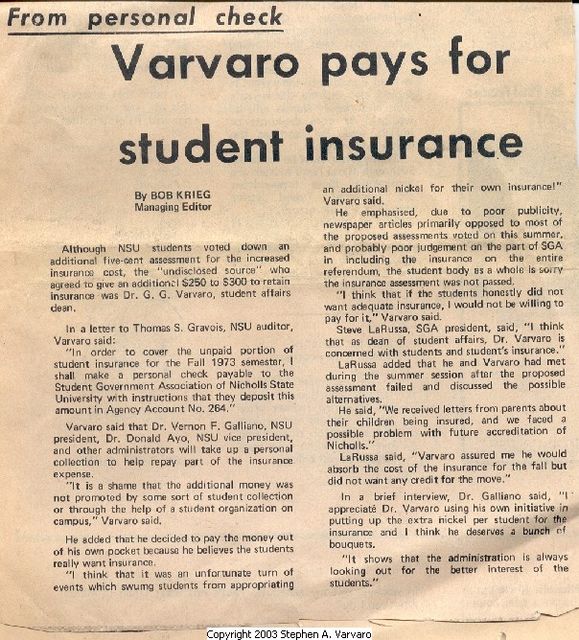 From personal check
Varvaro pays for
student insurance
By BOB KRIEG
Managing Editor
Although NSU students voted down an
additional five-cent assessment for the increased
insurance cost, the "undisclosed source" who
agreed to give an additional $250 to $300 to retain
insurance was Dr. G. G. Varvaro, student affairs
dean.
In a letter to Thomas S. Gravois, NSU auditor,
Varvaro said:
"In order to cover the unpaid portion of
student insurance for the Fall 1973 semester, I
shall make a personal check payable to the
Student Government Association of Nicholls State
University with instructions that they deposit this
amount in Agency Account No. 264."
Varvaro said that Dr. Vernon F. Galliano, NSU
president, Dr. Donald Ayo, NSU vice president,
and other administrators will take up a personal
collection to help repay part of the insurance
expense.
"It is a shame that the additional money was
not promoted by some sort of student collection
or through the help of a student organization on
campus," Varvaro said.
He added that he decided to pay the money out
of his own pocket because he believes the students
really want insurance.
"I think that it was an unfortunate turn of
events which swung students from appropriating
an additional nickel for their own insurance!"
Varvaro said.
He emphasised, due to poor publicity,
newspaper articles primarily opposed to most of
the proposed assessments voted on this summer,
and probably poor judgement on the part of SGA
in including the insurance on the entire
referendum, the student body as a whole is sorry
the insurance assessment was not passed.
"I think that if the students honestly did not
want adequate insurance, I would not be willing to
pay for it," Varvaro said.
Steve LaRussa, SGA president, said, "I think
that as dean of student affairs, Dr. Varvaro is
concerned with students and student's insurance."
LaRussa added that he and Varvaro had met
during the summer session after the proposed
assessment failed and discussed the possible
alternatives.
He said, "We received letters from parents about
their children being insured, and we faced a
possible problem with future accreditation of
Nicholls."
LaRussa said, "Varvaro assured me he would
absorb the cost of the insurance for the fall but
did not want any credit for the move."
In a brief interview, Dr. Galliano said, "I
appreciate Dr. Varvaro using his own initiative in
putting up the extra nickel per student for the
insurance and I think he deserves a bunch of
bouquets.
"It shows that the administration is always
looking out for the better interest of the
students."
Copyright 2003 Stephen A. Varvaro